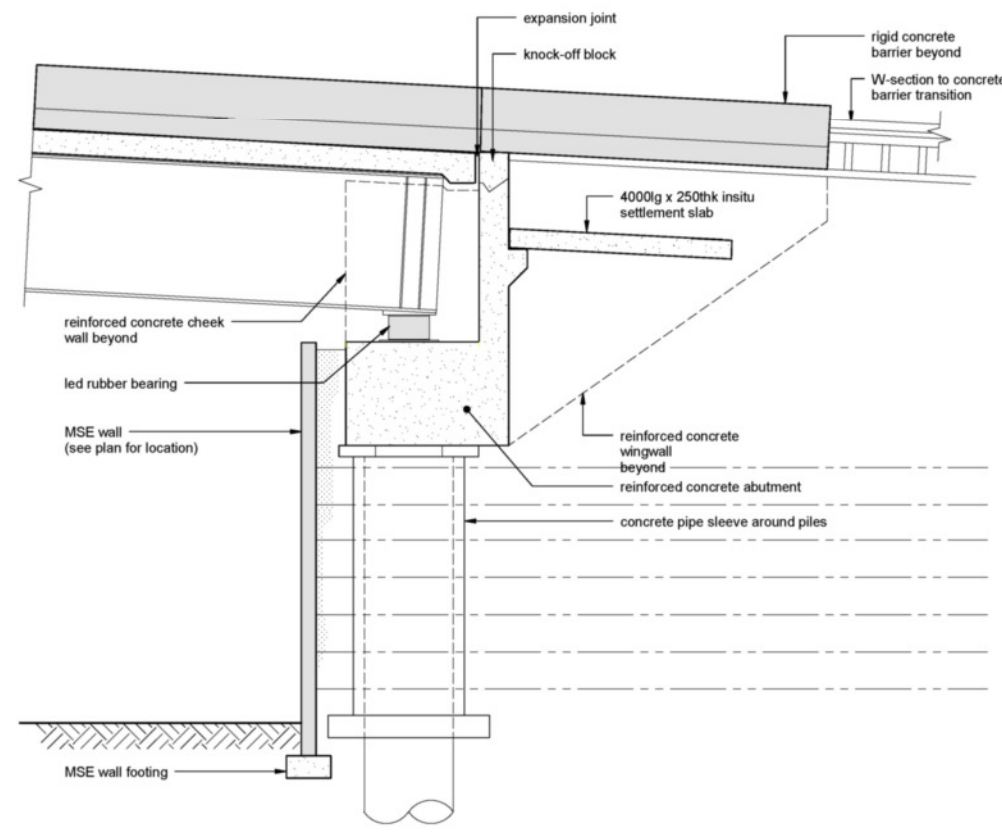 expansion joint
knock-off block
rigid concrete
barrier beyond
W-section to concrete
barrier transition
4000lg x 250thk insitu
settlement slab
reinforced concrete cheek
wall beyond
led rubber bearing
MSE wall
(see plan for location)
reinforced concrete
wingwall
beyond
reinforced concrete abutment
concrete pipe sleeve around piles
MSE wall footing